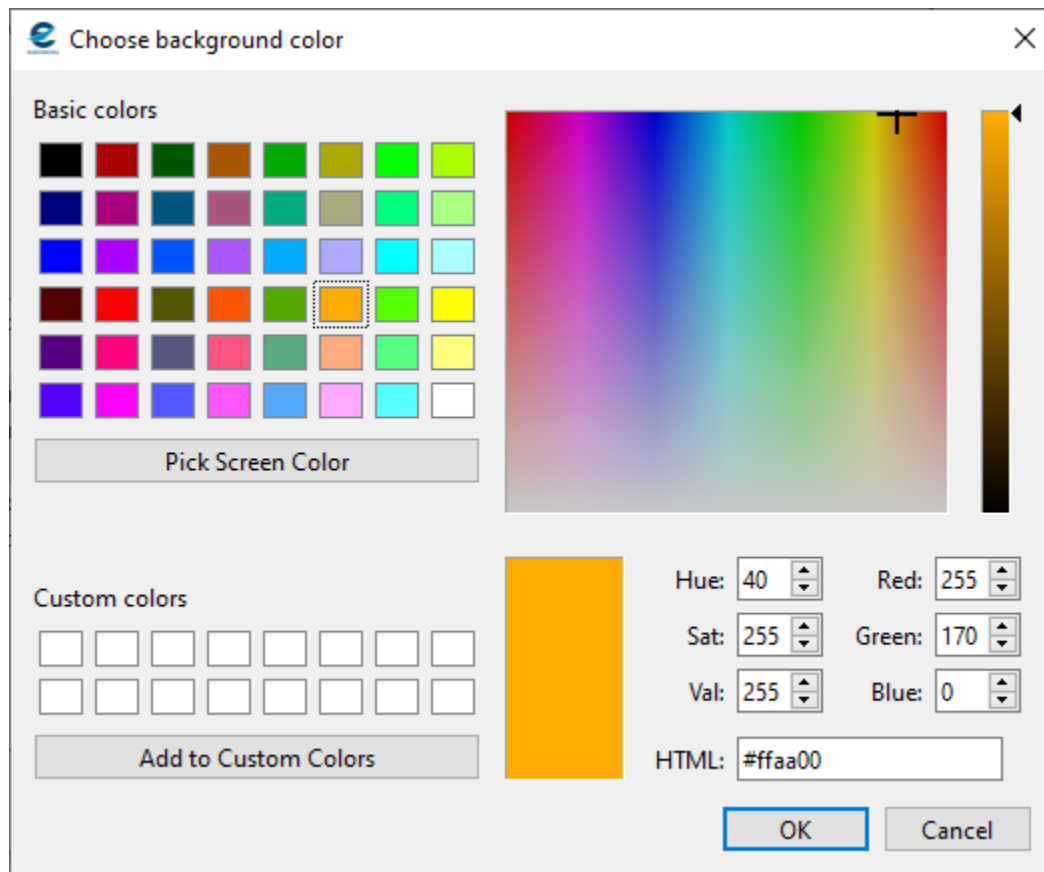 Choose background color
Basic colors
Pick Screen Color
Custom colors
Add to Custom Colors
Hue: 40
Red: 255
Sat: 255
Green: 170
Val: 255
Blue: 0
HTML: #ffaa00
OK
Cancel